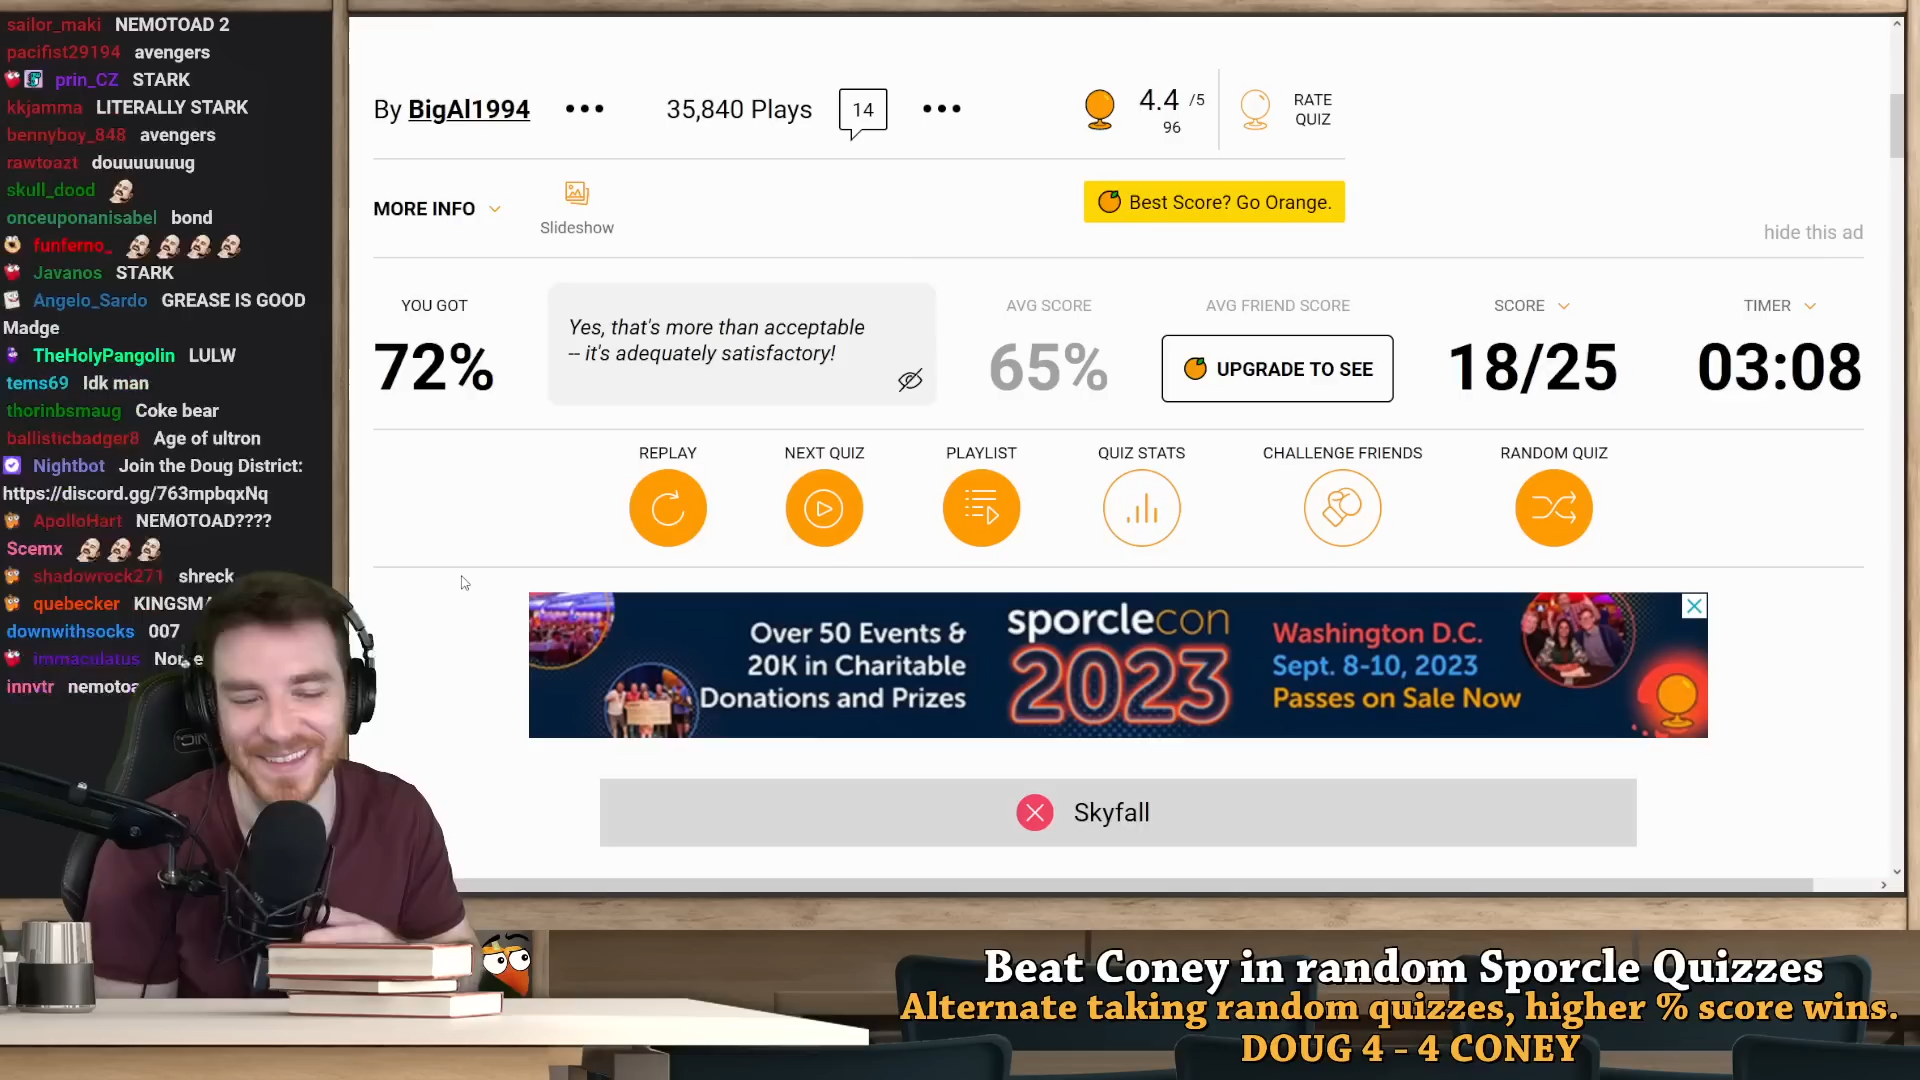 sailor_maki NEMOTOAD 2
pacifist29194 avengers
prin_CZ STARK
kkjamma LITERALLY STARK
bennyboy_848 avengers
rawtoazt douuuuuuug
skull_dood
onceuponanisabel bond
funferno_
Javanos STARK
Angelo_Sardo GREASE IS GOOD
Madge
TheHolyPangolin LULW
tems69 Idk man
thorinbsmaug Coke bear
ballisticbadger8 Age of ultron
Nightbot Join the Doug District:
https://discord.gg/763mpbqxNq
ApolloHart NEMOTOAD????
Scemx
shadowrock271 shreck
quebecker KINGSMA
downwithsocks 007
immaculatus
innvtr nemotoa
By BigAl1994 ••• 35,840 Plays 14 •••
4.4 /5
96
RATE
QUIZ
MORE INFO
Slideshow
Best Score? Go Orange.
hide this ad
YOU GOT
72%
Yes, that's more than acceptable
-- it's adequately satisfactory!
AVG SCORE
65%
AVG FRIEND SCORE
UPGRADE TO SEE
SCORE
18/25
TIMER
03:08
REPLAY NEXT QUIZ PLAYLIST QUIZ STATS CHALLENGE FRIENDS RANDOM QUIZ
Over 50 Events &
20K in Charitable
Donations and Prizes
sporclecon
2023
Washington D.C.
Sept. 8-10, 2023
Passes on Sale Now
Skyfall
Beat Coney in random Sporcle Quizzes
Alternate taking random quizzes, higher % score wins.
DOUG 4 - 4 CONEY